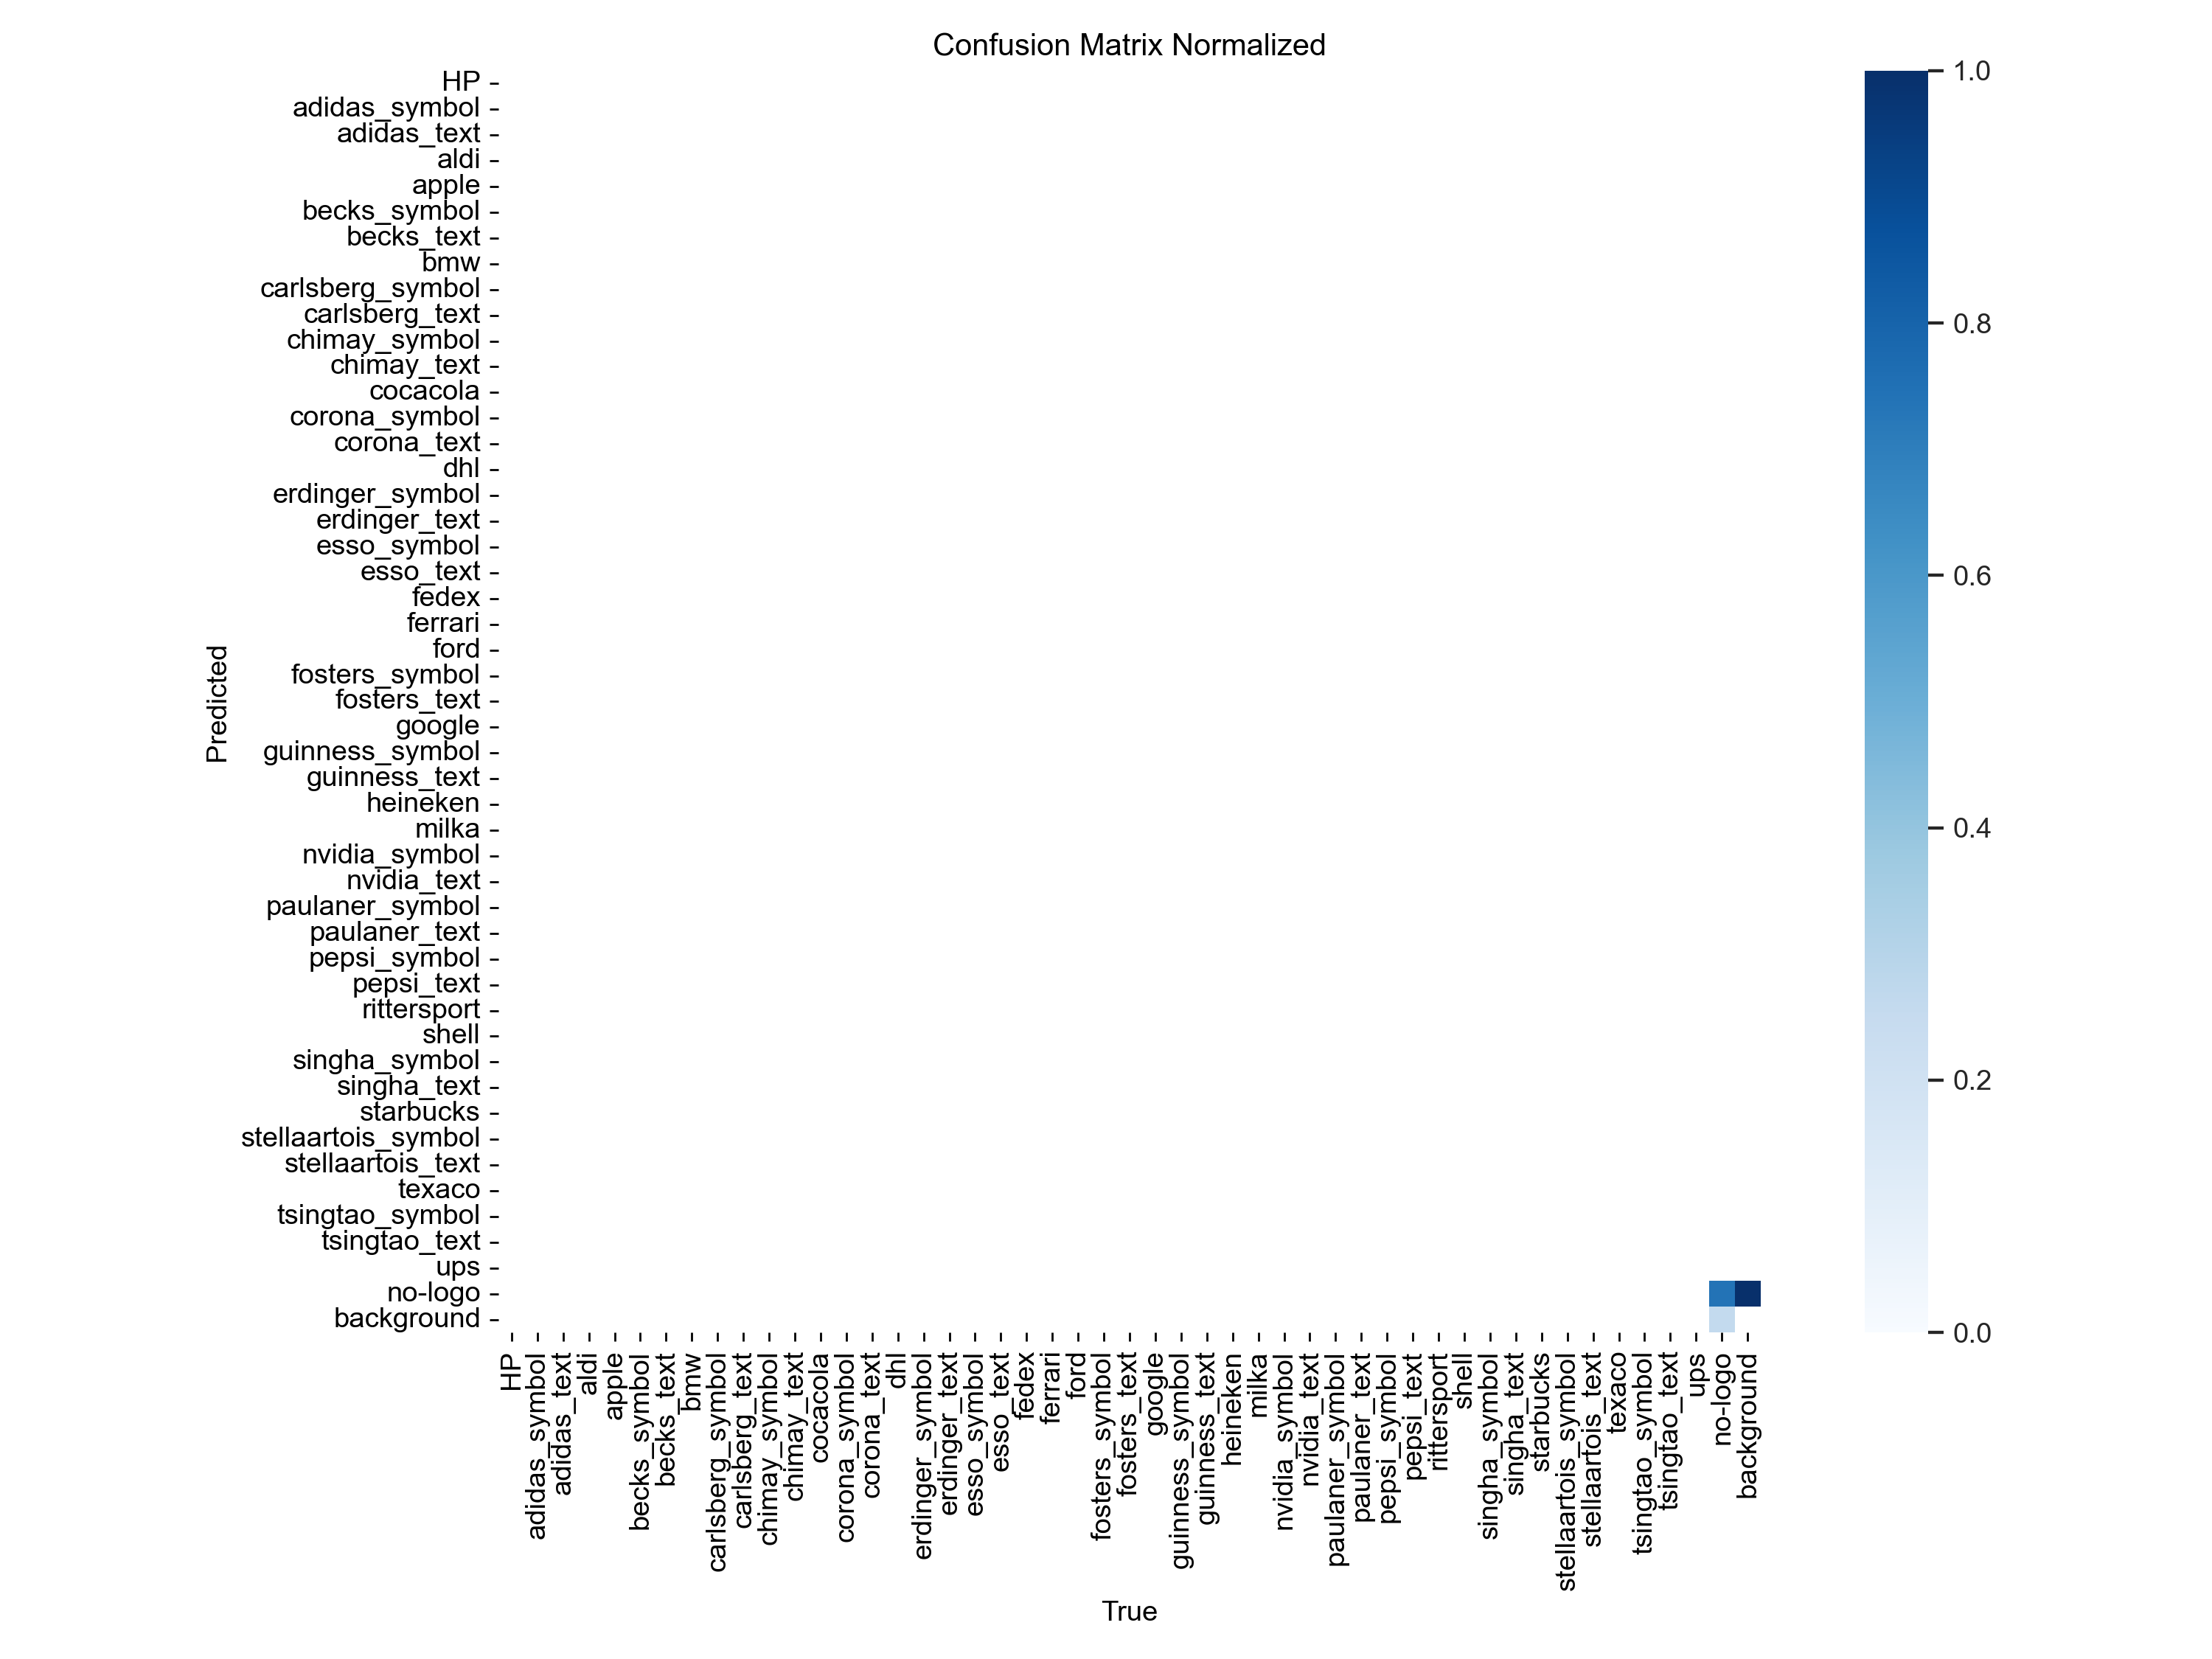 Confusion Matrix Normalized
HP
adidas_symbol
adidas_text
aldi
apple
becks_symbol
becks_text
bmw
carlsberg_symbol
carlsberg_text
chimay_symbol
chimay_text
cocacola
corona_symbol
corona_text
dhl
erdinger_symbol
erdinger_text
esso_symbol
esso_text
fedex
ferrari
ford
fosters_symbol
fosters_text
google
guinness_symbol
guinness_text
heineken
milka
nvidia_symbol
nvidia_text
paulaner_symbol
paulaner_text
pepsi_symbol
pepsi_text
rittersport
shell
singha_symbol
singha_text
starbucks
stellaartois_symbol
stellaartois_text
texaco
tsingtao_symbol
tsingtao_text
ups
no-logo
background
Predicted
HP
adidas_symbol
adidas_text
aldi
apple
becks_symbol
becks_text
bmw
carlsberg_symbol
carlsberg_text
chimay_symbol
chimay_text
cocacola
corona_symbol
corona_text
dhl
erdinger_symbol
erdinger_text
esso_symbol
esso_text
fedex
ferrari
ford
fosters_symbol
fosters_text
google
guinness_symbol
guinness_text
heineken
milka
nvidia_symbol
nvidia_text
paulaner_symbol
paulaner_text
pepsi_symbol
pepsi_text
rittersport
shell
singha_symbol
singha_text
starbucks
stellaartois_symbol
stellaartois_text
texaco
tsingtao_symbol
tsingtao_text
ups
no-logo
background
True
1.0
0.8
0.6
0.4
0.2
0.0